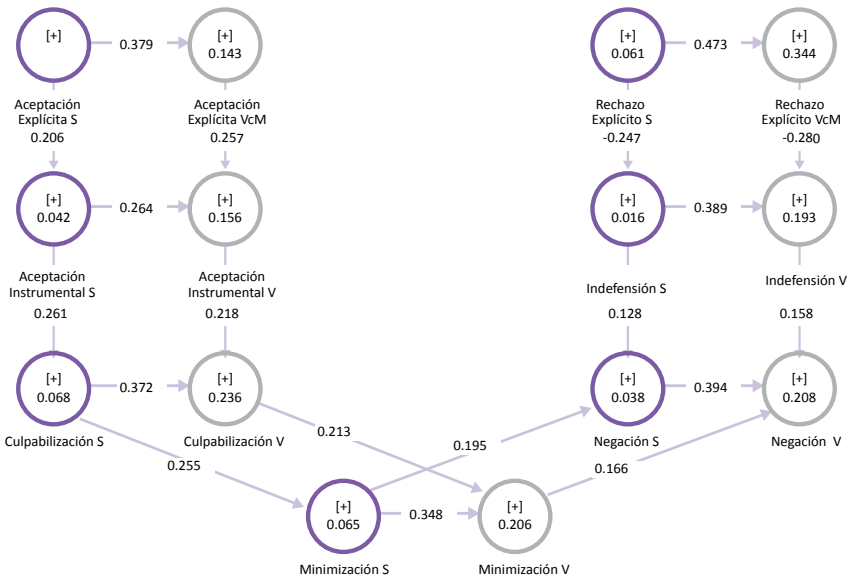 [+]
0.379
[+]
0.143
[+]
0.061
0.473
[+]
0.344
Aceptación
Explícita S
0.206
Aceptación
Explícita VcM
0.257
Rechazo
Explícito S
-0.247
Rechazo
Explícito VcM
-0.280
[+]
0.042
0.264
[+]
0.156
[+]
0.016
0.389
[+]
0.193
Aceptación
Instrumental S
0.261
Aceptación
Instrumental V
0.218
Indefensión S
0.128
Indefensión V
0.158
[+]
0.068
0.372
[+]
0.236
[+]
0.038
0.394
[+]
0.208
Culpabilización S
Culpabilización V
Negación S
Negación V
0.213
0.195
0.255
0.166
[+]
0.065
0.348
[+]
0.206
Minimización S
Minimización V